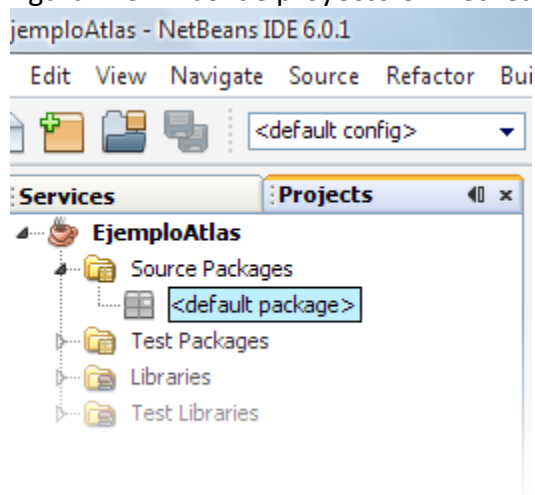 jemploAtlas - NetBeans IDE 6.0.1
Edit View Navigate Source Refactor Bui
<default config>
Services Projects
EjemploAtlas
Source Packages
<default package>
Test Packages
Libraries
Test Libraries